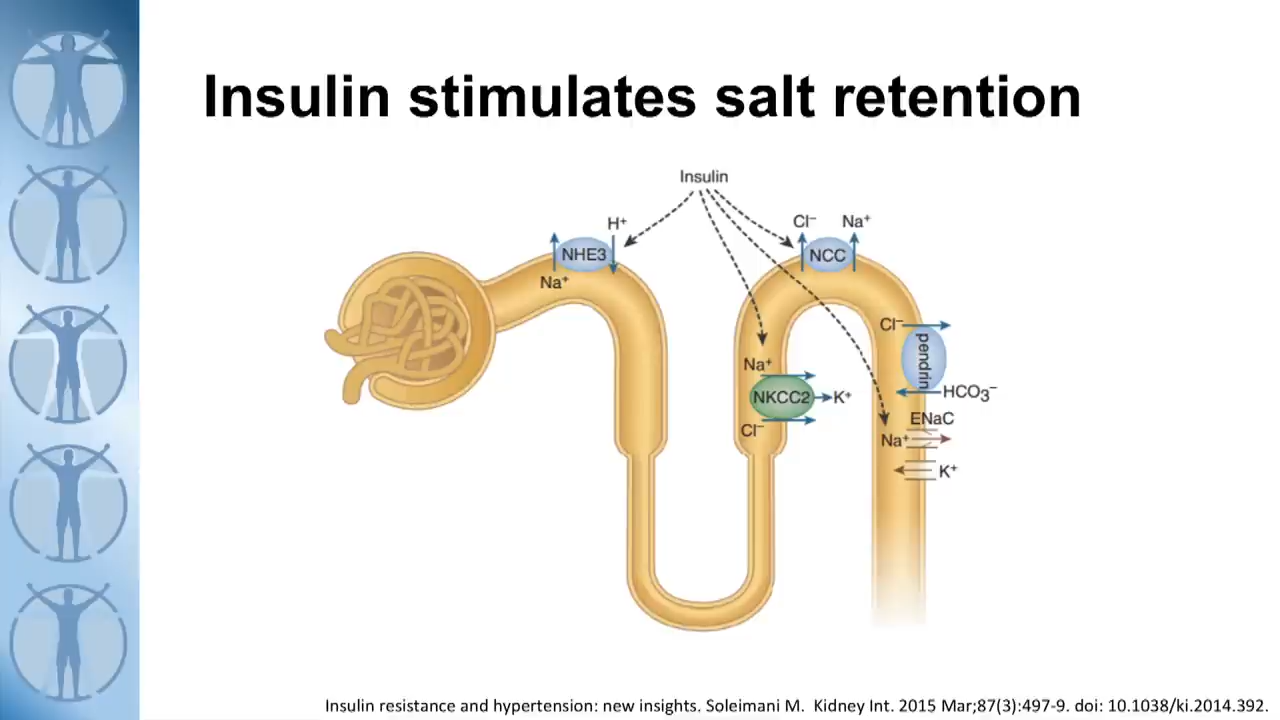 Insulin stimulates salt retention
Insulin
H⁺
NHE3
Na⁺
Cl⁻
Na⁺
NCC
Cl⁻
pendrin
HCO₃⁻
Na⁺
NKCC2
K⁺
Cl⁻
ENaC
Na⁺
K⁺
Insulin resistance and hypertension: new insights. Soleimani M. Kidney Int. 2015 Mar;87(3):497-9. doi: 10.1038/ki.2014.392.